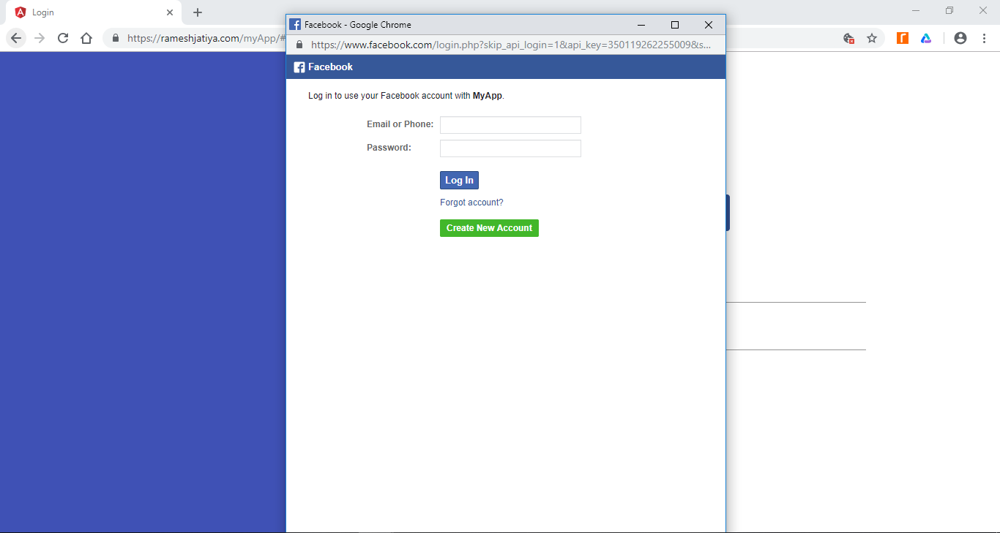 Login
https://rameshjatiya.com/myApp/#
Facebook - Google Chrome
https://www.facebook.com/login.php?skip_api_login=1&api_key=350119262255009&s...
Facebook
Log in to use your Facebook account with MyApp.
Email or Phone:
Password:
Log In
Forgot account?
Create New Account